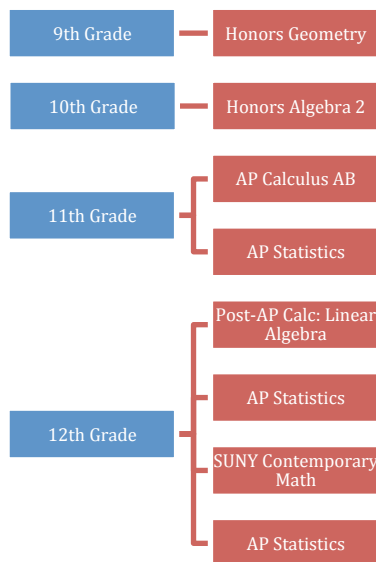 9th Grade
Honors Geometry
10th Grade
Honors Algebra 2
11th Grade
AP Calculus AB
AP Statistics
12th Grade
Post-AP Calc: Linear
Algebra
AP Statistics
SUNY Contemporary
Math
AP Statistics